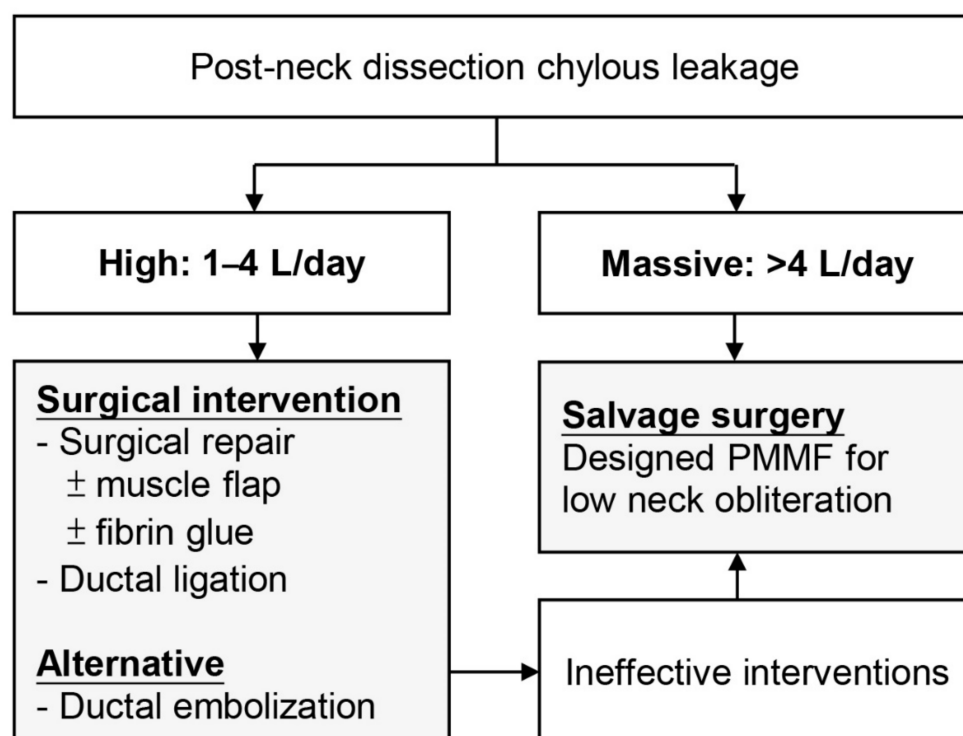 Post-neck dissection chylous leakage
High: 1–4 L/day
Massive: >4 L/day
Surgical intervention
- Surgical repair
± muscle flap
± fibrin glue
- Ductal ligation
Alternative
- Ductal embolization
Salvage surgery
Designed PMMF for
low neck obliteration
Ineffective interventions